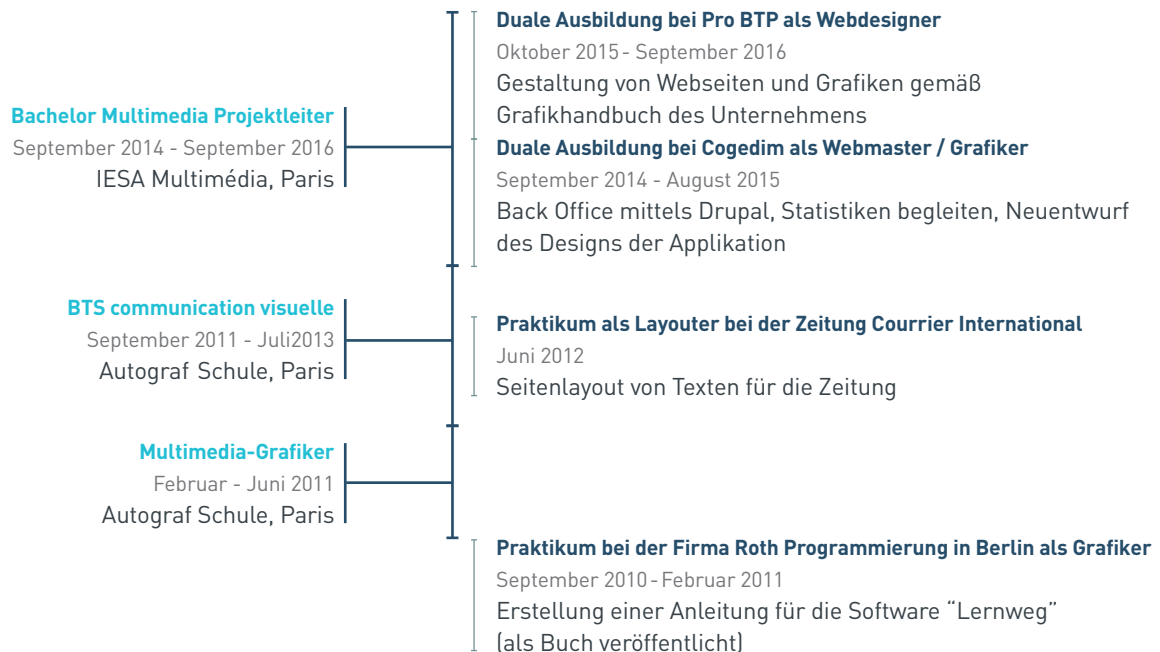 Duale Ausbildung bei Pro BTP als Webdesigner
Oktober 2015 - September 2016
Gestaltung von Webseiten und Grafiken gemäß
Grafikhandbuch des Unternehmens
Bachelor Multimedia Projektleiter
September 2014 - September 2016
IESA Multimédia, Paris
Duale Ausbildung bei Cogedim als Webmaster / Grafiker
September 2014 - August 2015
Back Office mittels Drupal, Statistiken begleiten, Neuentwurf
des Designs der Applikation
BTS communication visuelle
September 2011 - Juli2013
Autograf Schule, Paris
Praktikum als Layouter bei der Zeitung Courrier International
Juni 2012
Seitenlayout von Texten für die Zeitung
Multimedia-Grafiker
Februar - Juni 2011
Autograf Schule, Paris
Praktikum bei der Firma Roth Programmierung in Berlin als Grafiker
September 2010 - Februar 2011
Erstellung einer Anleitung für die Software “Lernweg”
(als Buch veröffentlicht)